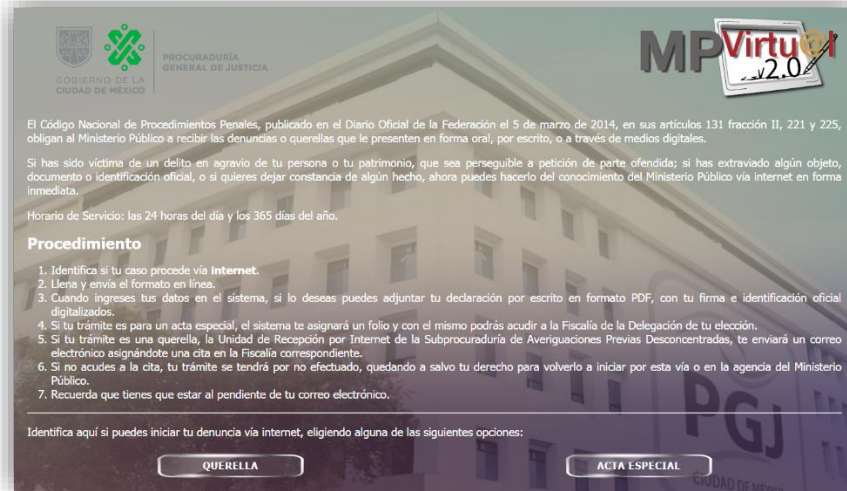 GOBIERNO DE LA
CIUDAD DE MÉXICO
PROCURADURÍA
GENERAL DE JUSTICIA
MPVirtu@l
v2.0
El Código Nacional de Procedimientos Penales, publicado en el Diario Oficial de la Federación el 5 de marzo de 2014, en sus artículos 131 fracción II, 221 y 225,
obligan al Ministerio Público a recibir las denuncias o querellas que le presenten en forma oral, por escrito, o a través de medios digitales.
Si has sido víctima de un delito en agravio de tu persona o tu patrimonio, que sea perseguible a petición de parte ofendida; si has extraviado algún objeto,
documento o identificación oficial, o si quieres dejar constancia de algún hecho, ahora puedes hacerlo del conocimiento del Ministerio Público vía internet en forma
inmediata.
Horario de Servicio: las 24 horas del día y los 365 días del año.
Procedimiento
1. Identifica si tu caso procede vía internet.
2. Llena y envía el formato en línea.
3. Cuando ingreses tus datos en el sistema, si lo deseas puedes adjuntar tu declaración por escrito en formato PDF, con tu firma e identificación oficial
digitalizados.
4. Si tu trámite es para un acta especial, el sistema te asignará un folio y con el mismo podrás acudir a la Fiscalía de la Delegación de tu elección.
5. Si tu trámite es una querella, la Unidad de Recepción por Internet de la Subprocuraduría de Averiguaciones Previas Desconcentradas, te enviará un correo
electrónico asignándote una cita en la Fiscalía correspondiente.
6. Si no acudes a la cita, tu trámite se tendrá por no efectuado, quedando a salvo tu derecho para volverlo a iniciar por esta vía o en la agencia del Ministerio
Público.
7. Recuerda que tienes que estar al pendiente de tu correo electrónico.
PGJ
Identifica aquí si puedes iniciar tu denuncia vía internet, eligiendo alguna de las siguientes opciones:
QUERELLA
ACTA ESPECIAL
CIUDAD DE MÉXICO